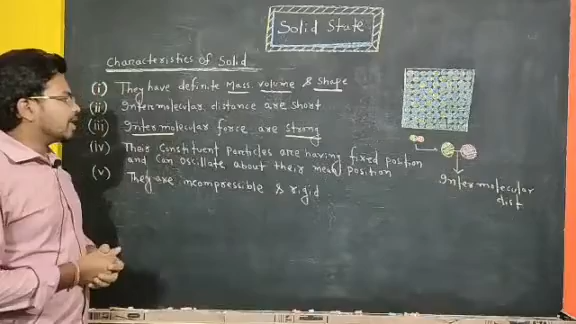 Solid State
Characteristics of Solid
(i) They have definite Mass volume & shape
(ii) Intermolecular distance are short
(iii) Intermolecular force are strong
(iv) Their constituent particles are having fixed position
and can oscillate about their mean position
(v) They are incompressible & rigid
Intermolecular
dist